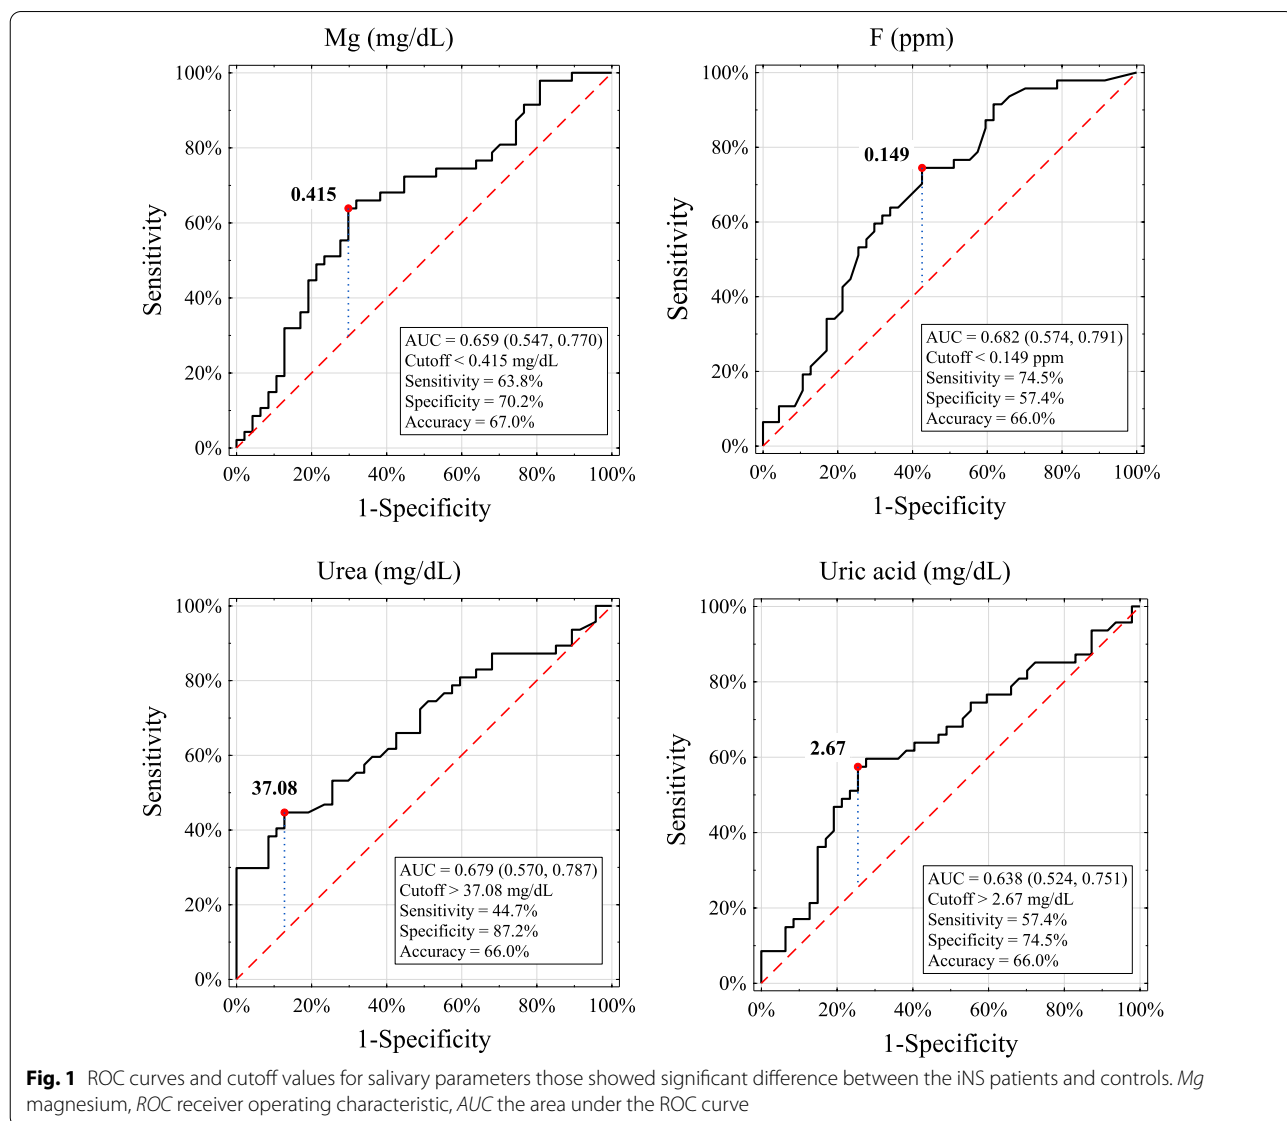 Mg (mg/dL)
100%
80%
60%
40%
20%
0%
Sensitivity
0.415
AUC = 0.659 (0.547, 0.770)
Cutoff < 0.415 mg/dL
Sensitivity = 63.8%
Specificity = 70.2%
Accuracy = 67.0%
0% 20% 40% 60% 80% 100%
1-Specificity
F (ppm)
100%
80%
60%
40%
20%
0%
Sensitivity
0.149
AUC = 0.682 (0.574, 0.791)
Cutoff < 0.149 ppm
Sensitivity = 74.5%
Specificity = 57.4%
Accuracy = 66.0%
0% 20% 40% 60% 80% 100%
1-Specificity
Urea (mg/dL)
100%
80%
60%
40%
20%
0%
Sensitivity
37.08
AUC = 0.679 (0.570, 0.787)
Cutoff > 37.08 mg/dL
Sensitivity = 44.7%
Specificity = 87.2%
Accuracy = 66.0%
0% 20% 40% 60% 80% 100%
1-Specificity
Uric acid (mg/dL)
100%
80%
60%
40%
20%
0%
Sensitivity
2.67
AUC = 0.638 (0.524, 0.751)
Cutoff > 2.67 mg/dL
Sensitivity = 57.4%
Specificity = 74.5%
Accuracy = 66.0%
0% 20% 40% 60% 80% 100%
1-Specificity
Fig. 1 ROC curves and cutoff values for salivary parameters those showed significant difference between the iNS patients and controls. Mg
magnesium, ROC receiver operating characteristic, AUC the area under the ROC curve